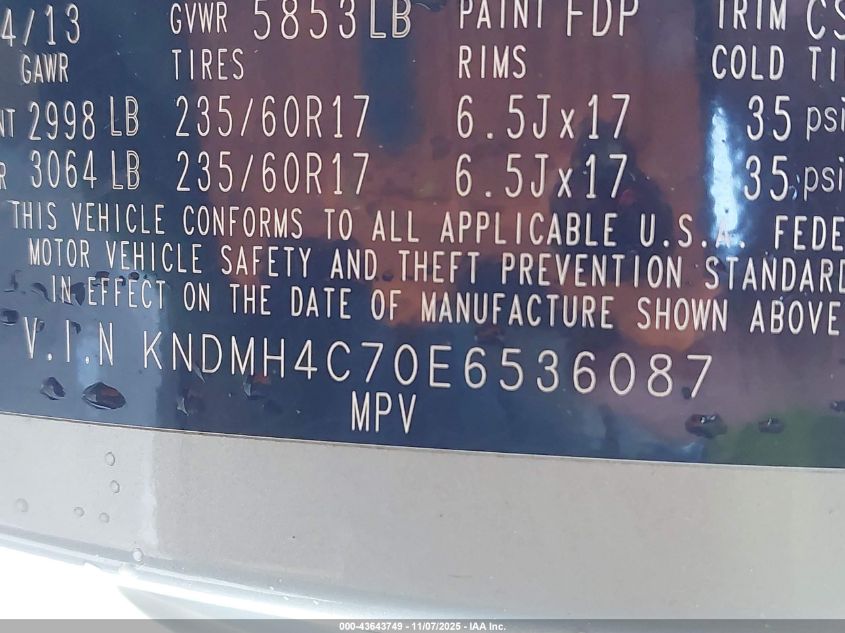 4/13 GVWR 5853LB PAINT FDP TRIM CS
GAWR TIRES RIMS COLD TI
NT 2998 LB 235/60R17 6.5Jx17 35 psi
R 3064 LB 235/60R17 6.5Jx17 35 psi
THIS VEHICLE CONFORMS TO ALL APPLICABLE U.S.A. FEDE
MOTOR VEHICLE SAFETY AND THEFT PREVENTION STANDARD
IN EFFECT ON THE DATE OF MANUFACTURE SHOWN ABOVE
V.I.N KNDMH4C70E6536087
MPV
000-43643749 - 11/07/2025 - IAA Inc.